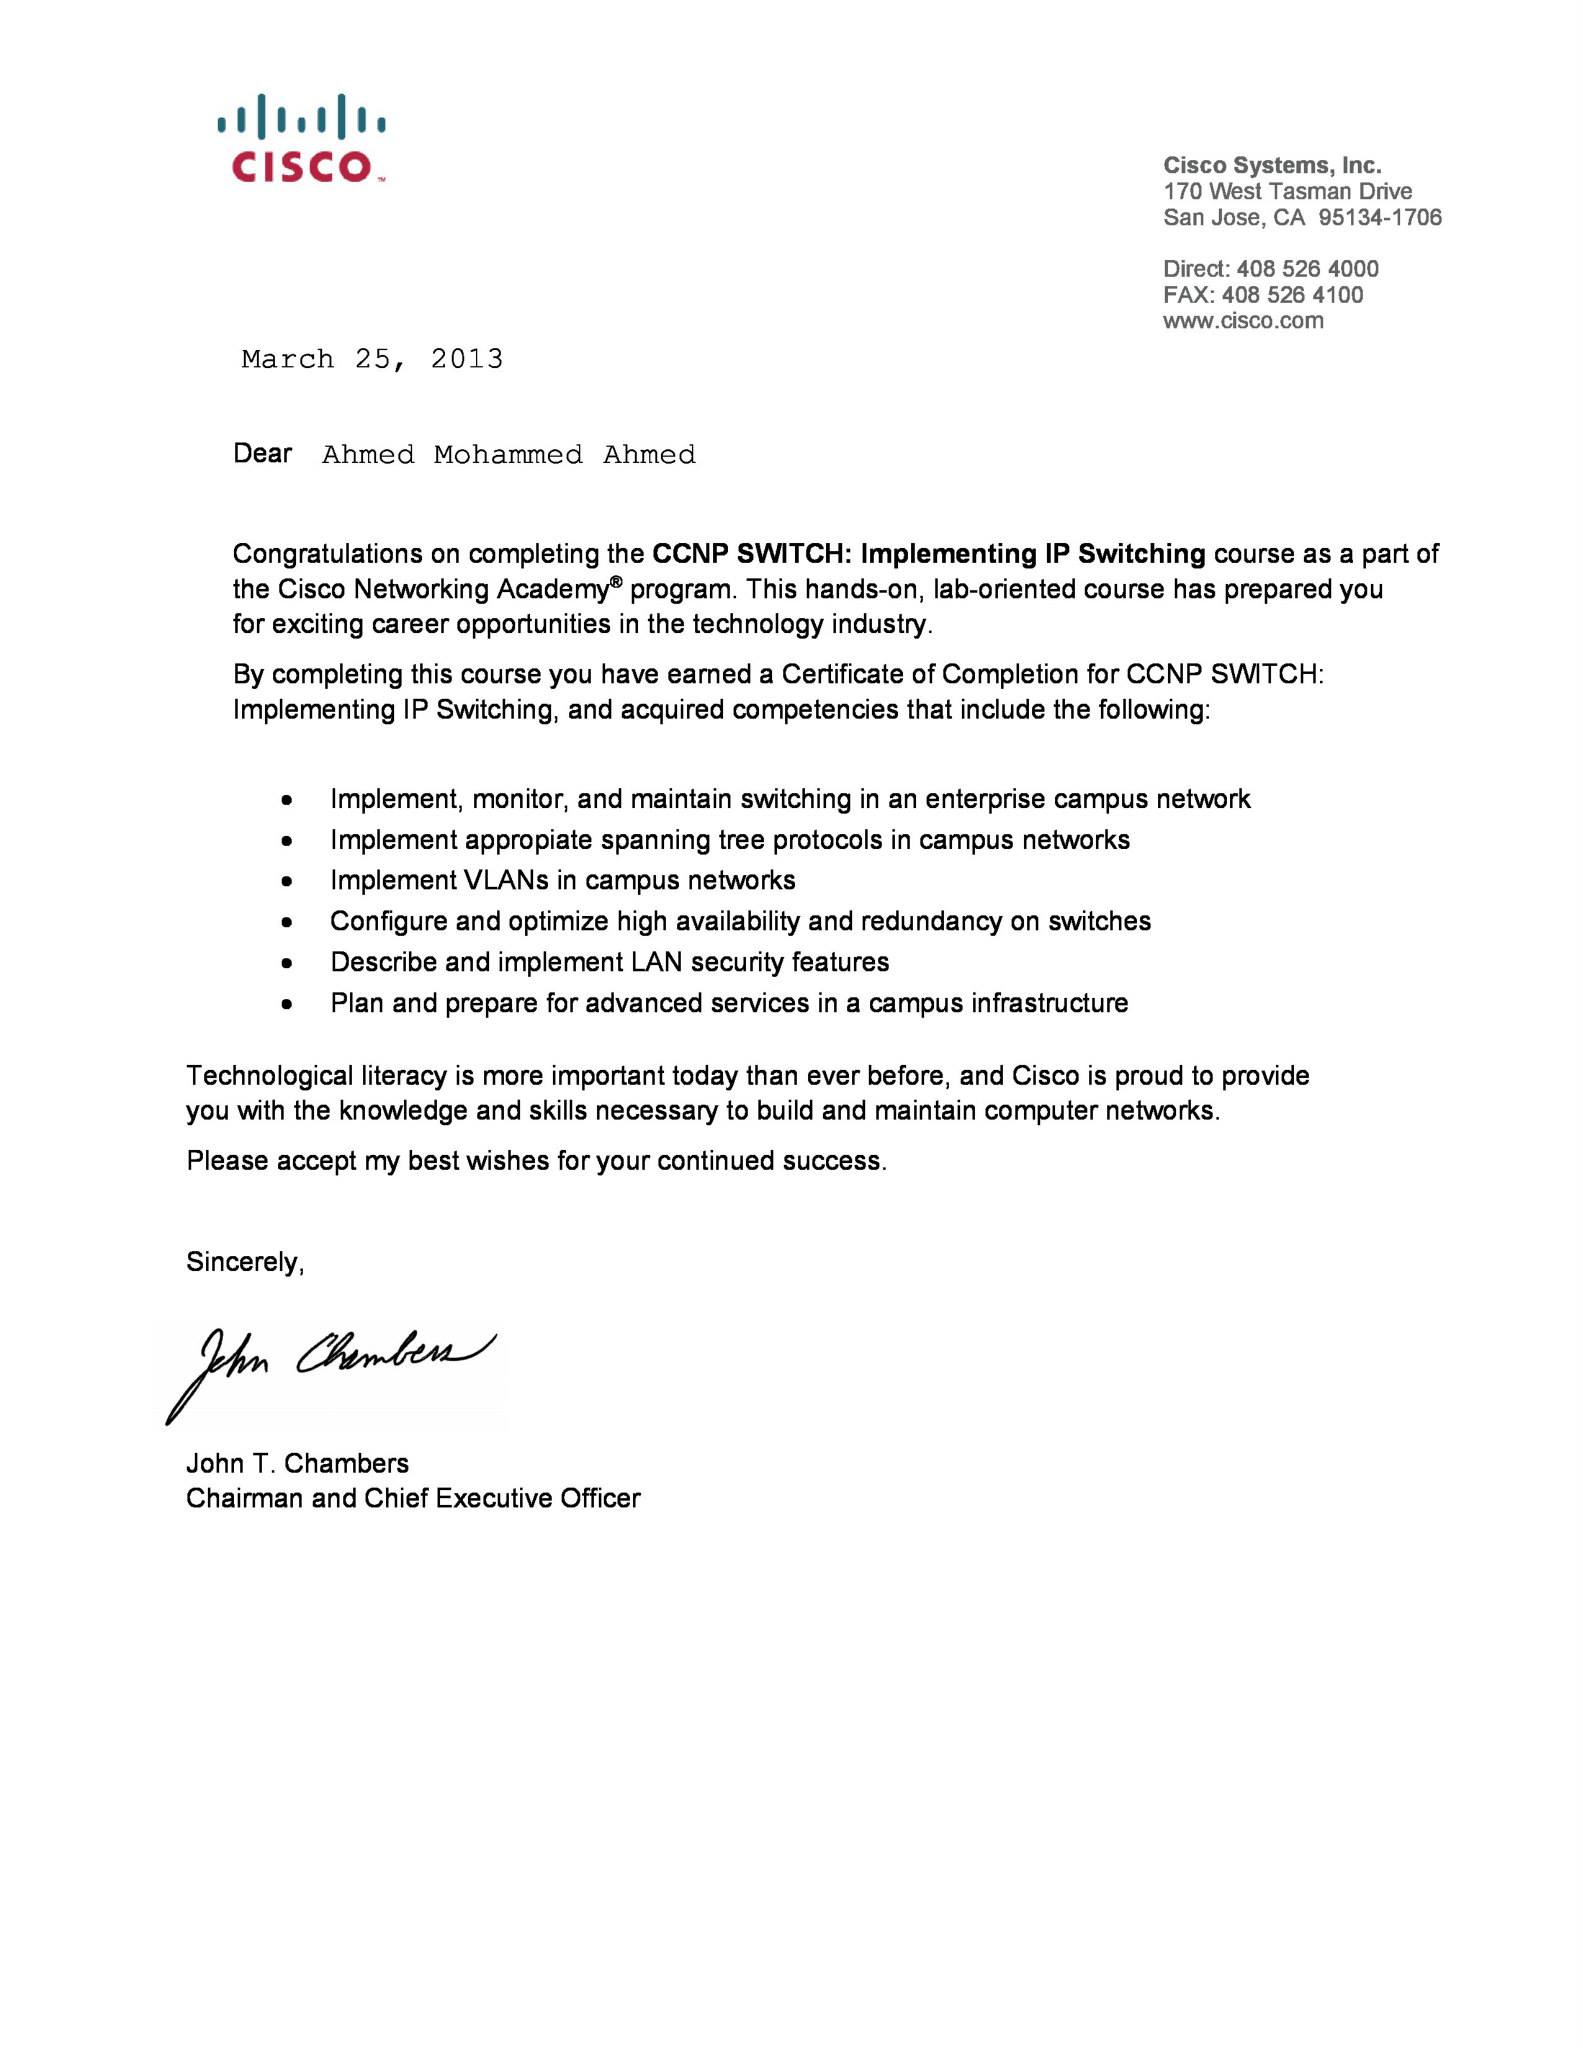 CISCO™
Cisco Systems, Inc.
170 West Tasman Drive
San Jose, CA 95134-1706
Direct: 408 526 4000
FAX: 408 526 4100
www.cisco.com
March 25, 2013
Dear Ahmed Mohammed Ahmed
Congratulations on completing the CCNP SWITCH: Implementing IP Switching course as a part of
the Cisco Networking Academy® program. This hands-on, lab-oriented course has prepared you
for exciting career opportunities in the technology industry.
By completing this course you have earned a Certificate of Completion for CCNP SWITCH:
Implementing IP Switching, and acquired competencies that include the following:
• Implement, monitor, and maintain switching in an enterprise campus network
• Implement appropiate spanning tree protocols in campus networks
• Implement VLANs in campus networks
• Configure and optimize high availability and redundancy on switches
• Describe and implement LAN security features
• Plan and prepare for advanced services in a campus infrastructure
Technological literacy is more important today than ever before, and Cisco is proud to provide
you with the knowledge and skills necessary to build and maintain computer networks.
Please accept my best wishes for your continued success.
Sincerely,
John Chambers
John T. Chambers
Chairman and Chief Executive Officer